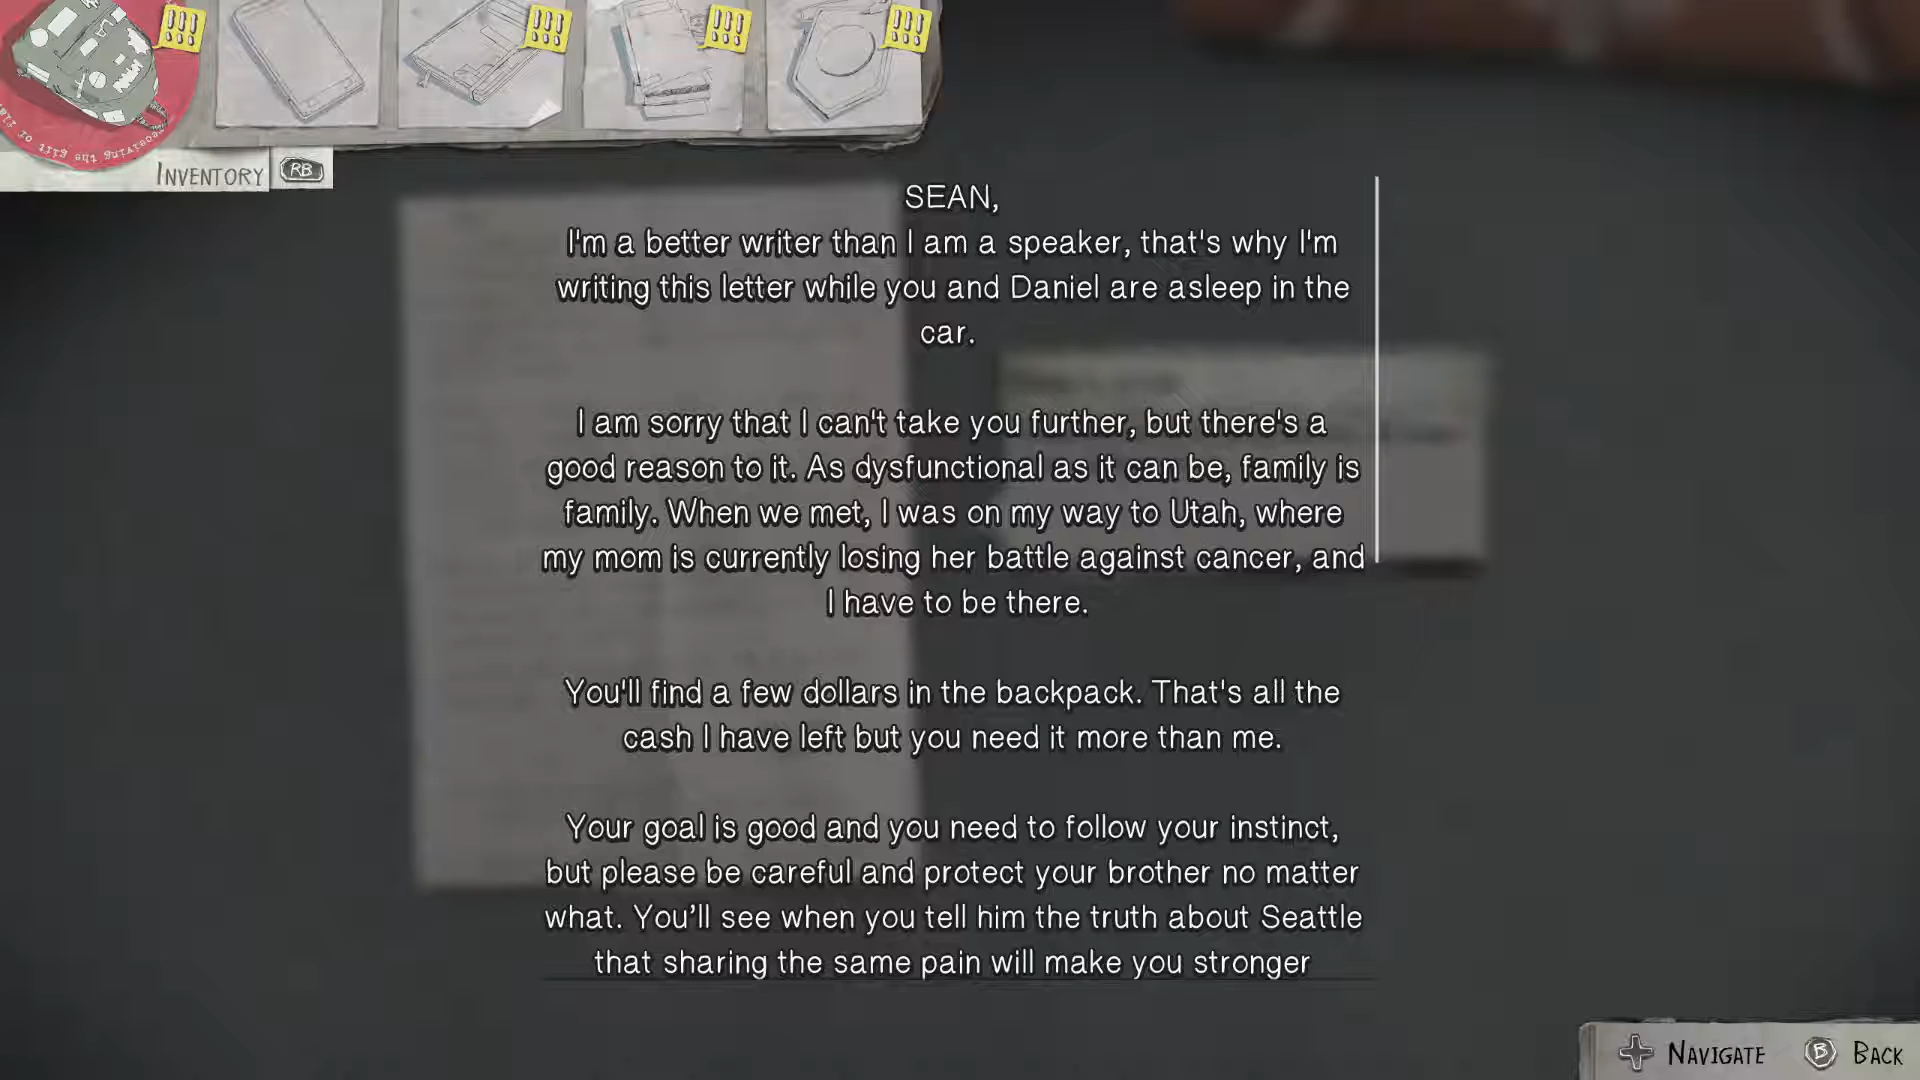 INVENTORY
RB
SEAN,
I'm a better writer than I am a speaker, that's why I'm
writing this letter while you and Daniel are asleep in the
car.
I am sorry that I can't take you further, but there's a
good reason to it. As dysfunctional as it can be, family is
family. When we met, I was on my way to Utah, where
my mom is currently losing her battle against cancer, and
I have to be there.
You'll find a few dollars in the backpack. That's all the
cash I have left but you need it more than me.
Your goal is good and you need to follow your instinct,
but please be careful and protect your brother no matter
what. You’ll see when you tell him the truth about Seattle
that sharing the same pain will make you stronger
NAVIGATE
B BACK